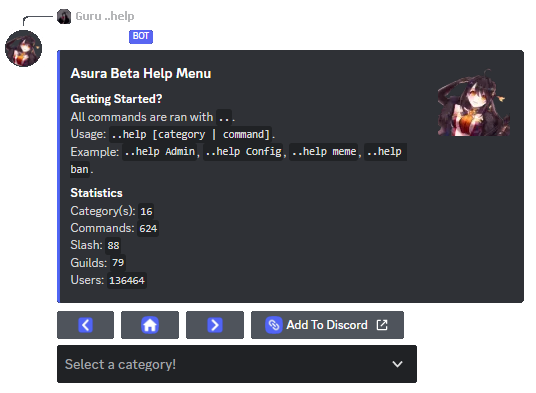 Guru ..help
BOT
Asura Beta Help Menu
Getting Started?
All commands are ran with ...
Usage: ..help [category | command].
Example: ..help Admin, ..help Config, ..help meme, ..help
ban.
Statistics
Category(s): 16
Commands: 624
Slash: 88
Guilds: 79
Users: 136464
Add To Discord
Select a category!